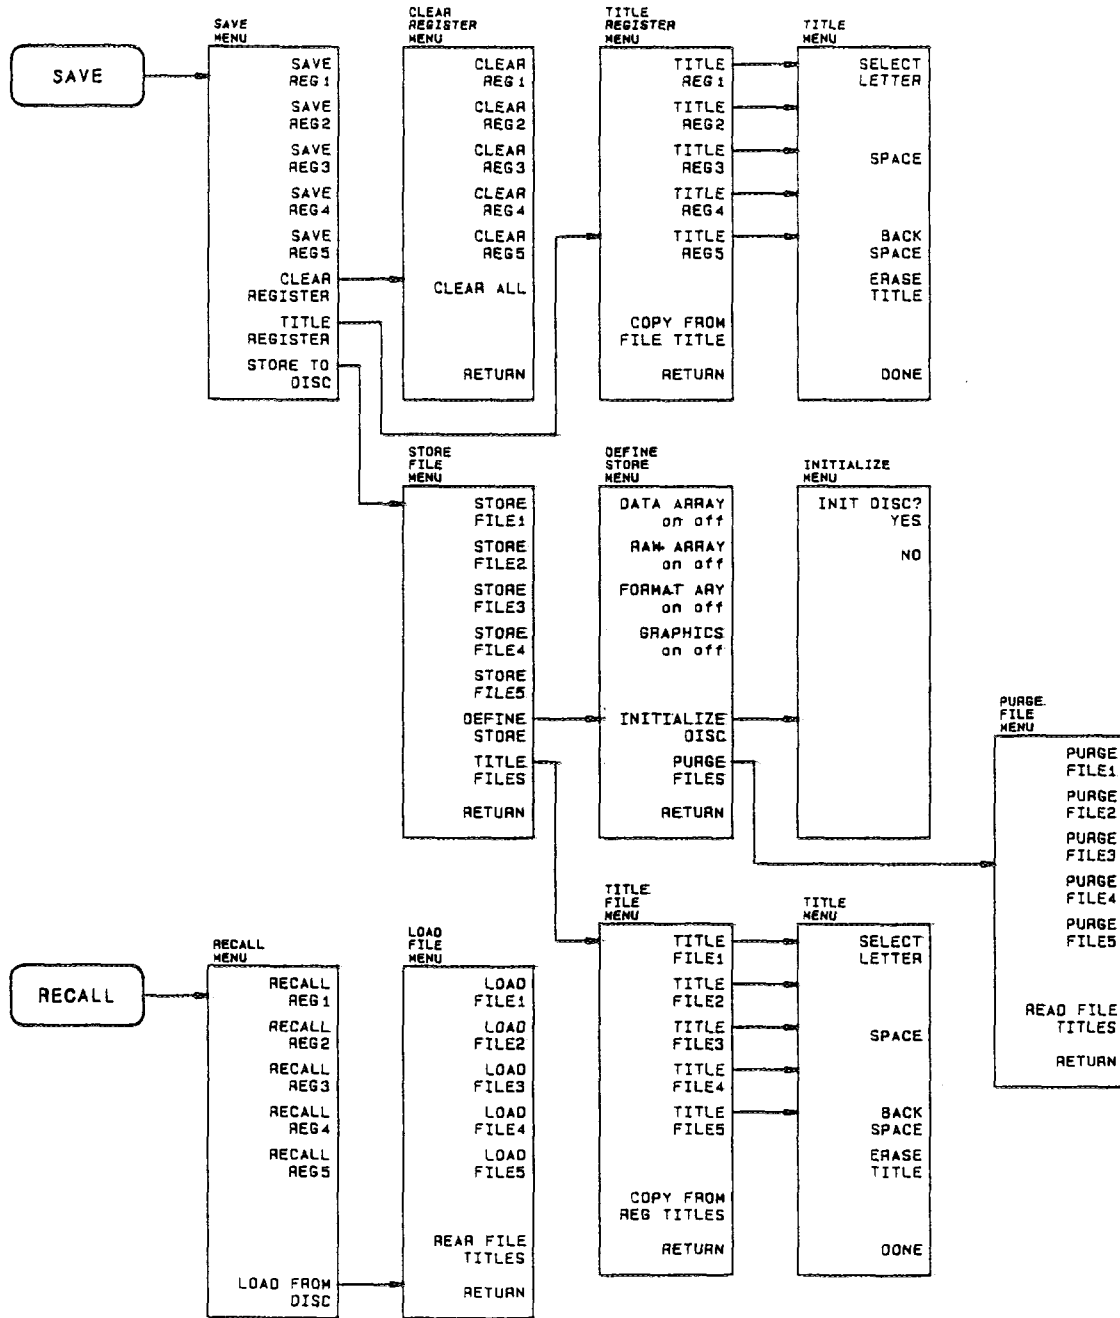 SAVE
SAVE
MENU
SAVE
REG1
SAVE
REG2
SAVE
REG3
SAVE
REG4
SAVE
REG5
CLEAR
REGISTER
TITLE
REGISTER
STORE TO
DISC
CLEAR
REGISTER
MENU
CLEAR
REG1
CLEAR
REG2
CLEAR
REG3
CLEAR
REG4
CLEAR
REG5
CLEAR ALL
RETURN
TITLE
REGISTER
MENU
TITLE
REG1
TITLE
REG2
TITLE
REG3
TITLE
REG4
TITLE
REG5
COPY FROM
FILE TITLE
RETURN
TITLE
MENU
SELECT
LETTER
SPACE
BACK
SPACE
ERASE
TITLE
DONE
STORE
FILE
MENU
STORE
FILE1
STORE
FILE2
STORE
FILE3
STORE
FILE4
STORE
FILE5
DEFINE
STORE
TITLE
FILES
RETURN
DEFINE
STORE
MENU
DATA ARRAY
on off
RAW ARRAY
on off
FORMAT ARY
on off
GRAPHICS
on off
INITIALIZE
DISC
PURGE
FILES
RETURN
INITIALIZE
MENU
INIT DISC?
YES
NO
PURGE
FILE
MENU
PURGE
FILE1
PURGE
FILE2
PURGE
FILE3
PURGE
FILE4
PURGE
FILE5
READ FILE
TITLES
RETURN
TITLE
FILE
MENU
TITLE
FILE1
TITLE
FILE2
TITLE
FILE3
TITLE
FILE4
TITLE
FILE5
COPY FROM
REG TITLES
RETURN
TITLE
MENU
SELECT
LETTER
SPACE
BACK
SPACE
ERASE
TITLE
DONE
RECALL
RECALL
MENU
RECALL
REG1
RECALL
REG2
RECALL
REG3
RECALL
REG4
RECALL
REG5
LOAD FROM
DISC
LOAD
FILE
MENU
LOAD
FILE1
LOAD
FILE2
LOAD
FILE3
LOAD
FILE4
LOAD
FILE5
REAR FILE
TITLES
RETURN